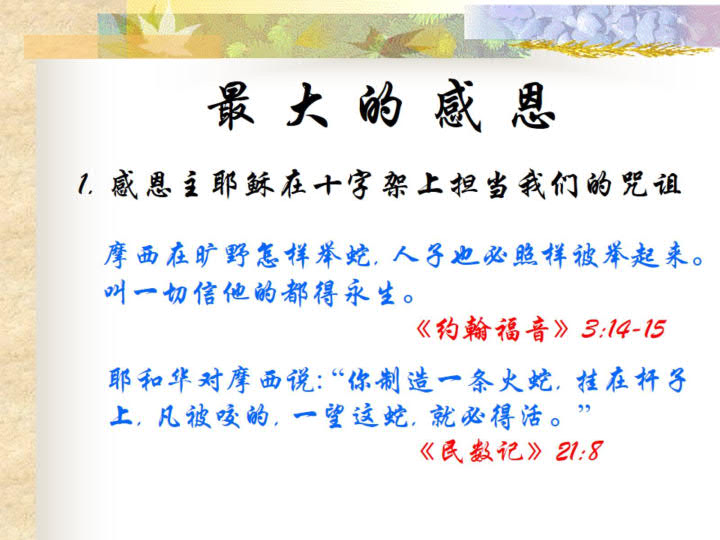 最大的感恩
1. 感恩主耶稣在十字架上担当我们的咒诅
摩西在旷野怎样举蛇, 人子也必照样被举起来。
叫一切信他的都得永生。
《约翰福音》3:14-15
耶和华对摩西说:“你制造一条火蛇, 挂在杆子
上, 凡被咬的, 一望这蛇, 就必得活。”
《民数记》21:8